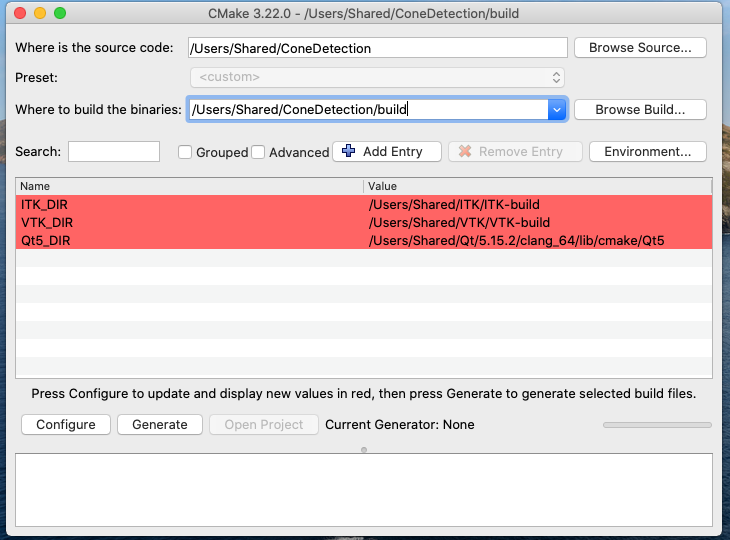 CMake 3.22.0 - /Users/Shared/ConeDetection/build
Where is the source code: /Users/Shared/ConeDetection Browse Source...
Preset: <custom>
Where to build the binaries: /Users/Shared/ConeDetection/build Browse Build...
Search: Grouped Advanced Add Entry Remove Entry Environment...
Name Value
ITK_DIR /Users/Shared/ITK/ITK-build
VTK_DIR /Users/Shared/VTK/VTK-build
Qt5_DIR /Users/Shared/Qt/5.15.2/clang_64/lib/cmake/Qt5
Press Configure to update and display new values in red, then press Generate to generate selected build files.
Configure Generate Open Project Current Generator: None